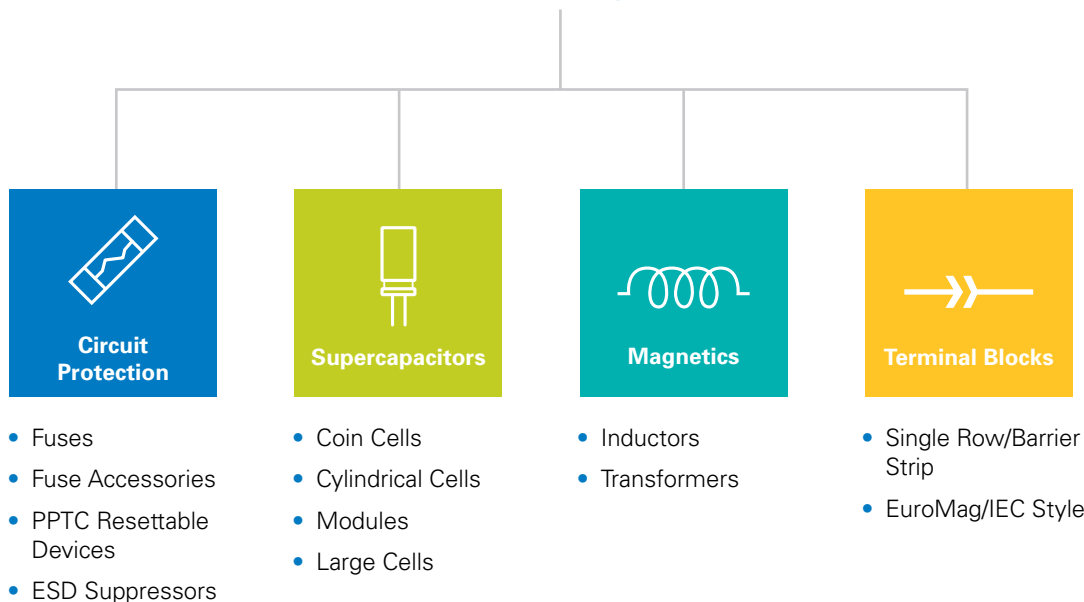 Circuit
Protection
Supercapacitors
Magnetics
Terminal Blocks
• Fuses
• Fuse Accessories
• PPTC Resettable
Devices
• ESD Suppressors
• Coin Cells
• Cylindrical Cells
• Modules
• Large Cells
• Inductors
• Transformers
• Single Row/Barrier
Strip
• EuroMag/IEC Style